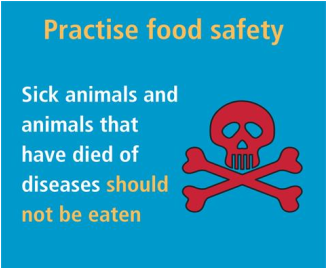 Practise food safety
Sick animals and
animals that
have died of
diseases should
not be eaten